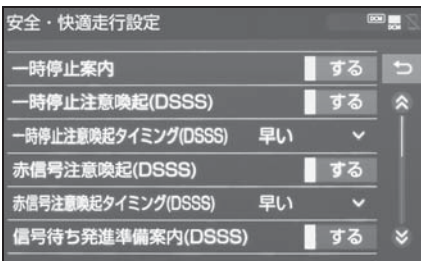 安全・快適走行設定
一時停止案内 する
一時停止注意喚起(DSSS) する
一時停止注意喚起タイミング(DSSS) 早い
赤信号注意喚起(DSSS) する
赤信号注意喚起タイミング(DSSS) 早い
信号待ち発進準備案内(DSSS) する